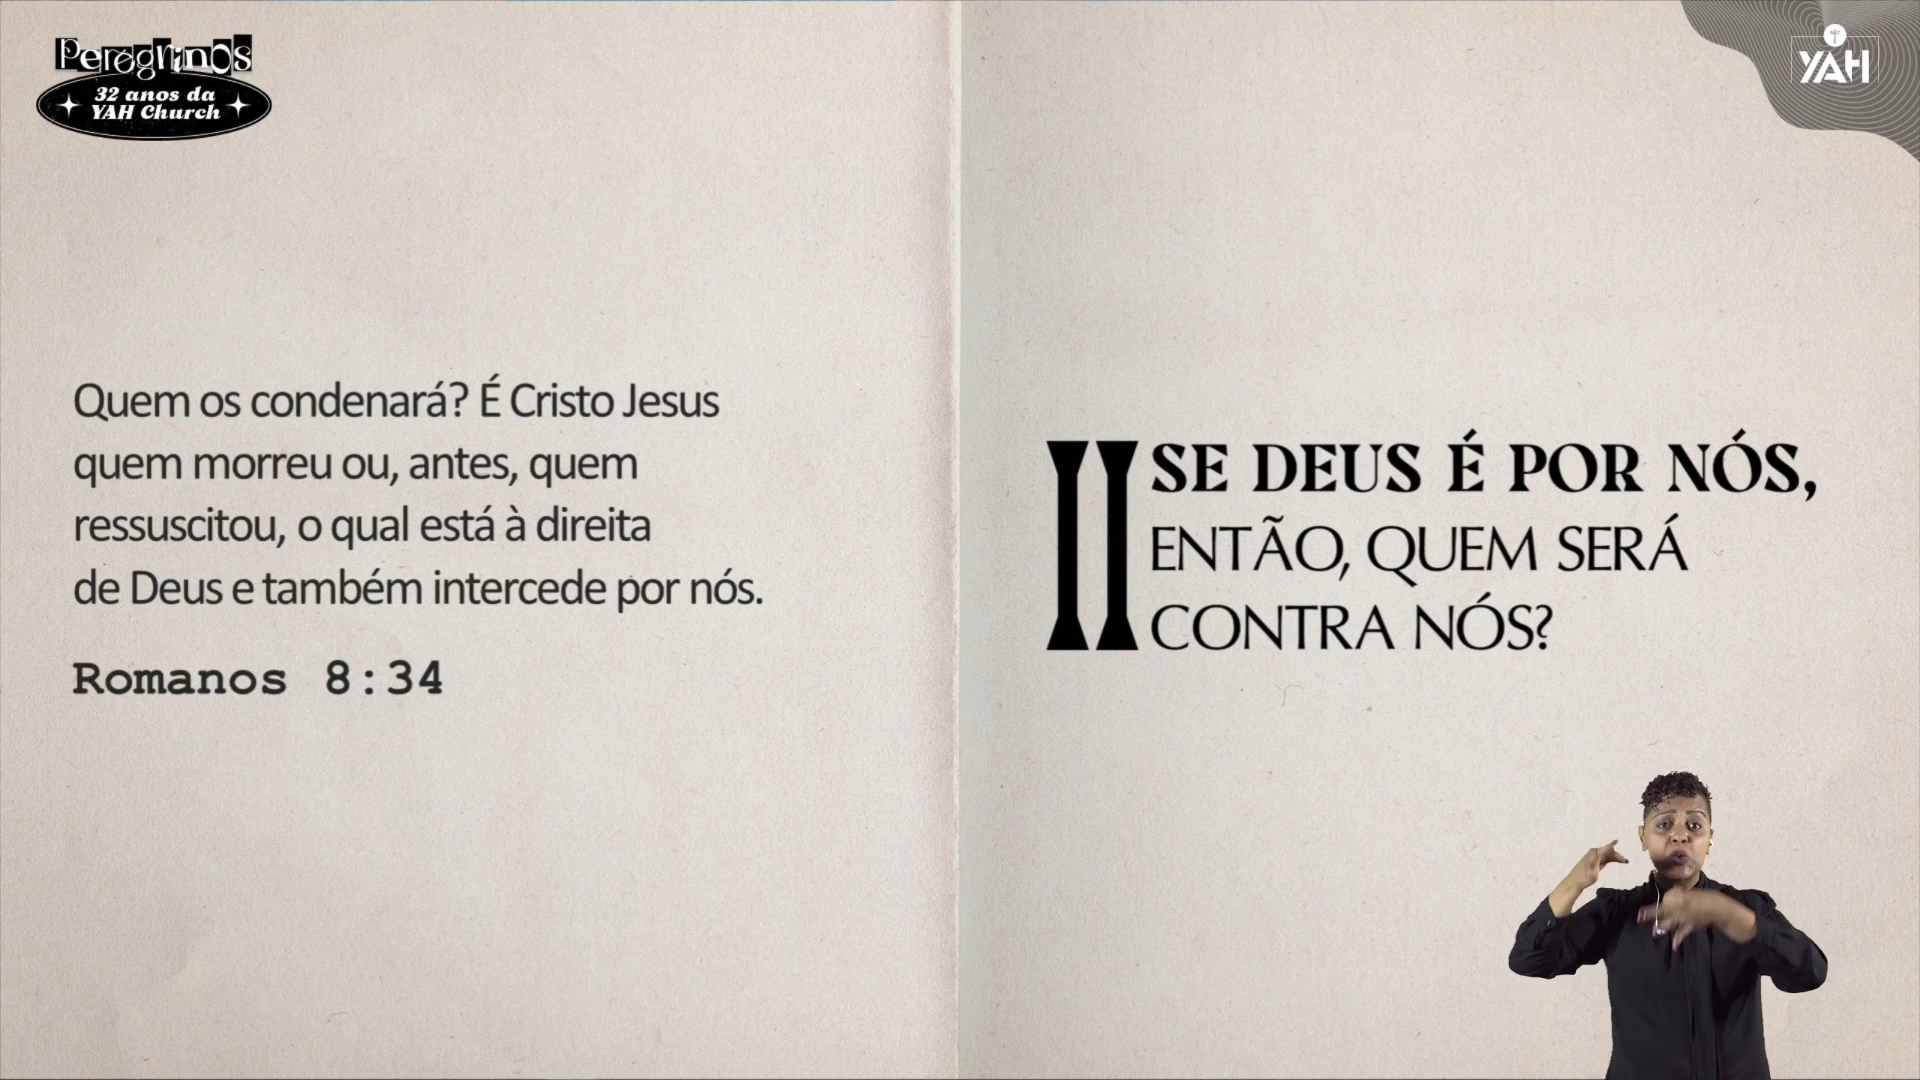 Peregrinos
32 anos da
YAH Church
YAH
Quem os condenará? É Cristo Jesus
quem morreu ou, antes, quem
ressuscitou, o qual está à direita
de Deus e também intercede por nós.
Romanos 8:34
II
SE DEUS É POR NÓS,
ENTÃO, QUEM SERÁ
CONTRA NÓS?